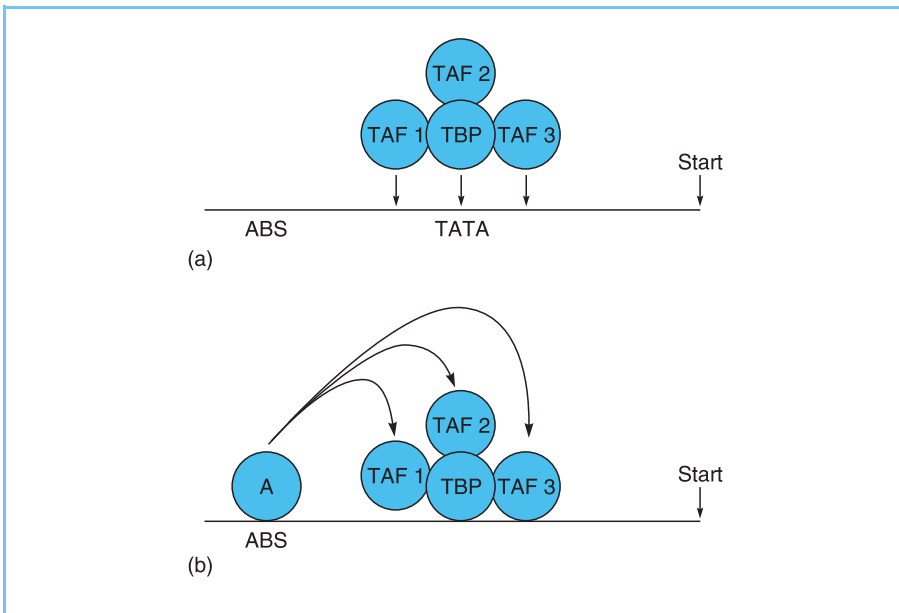 TAF 2
TAF 1 TBP TAF 3
Start
ABS TATA
(a)
TAF 2
TAF 1 TBP TAF 3
A
Start
ABS
(b)